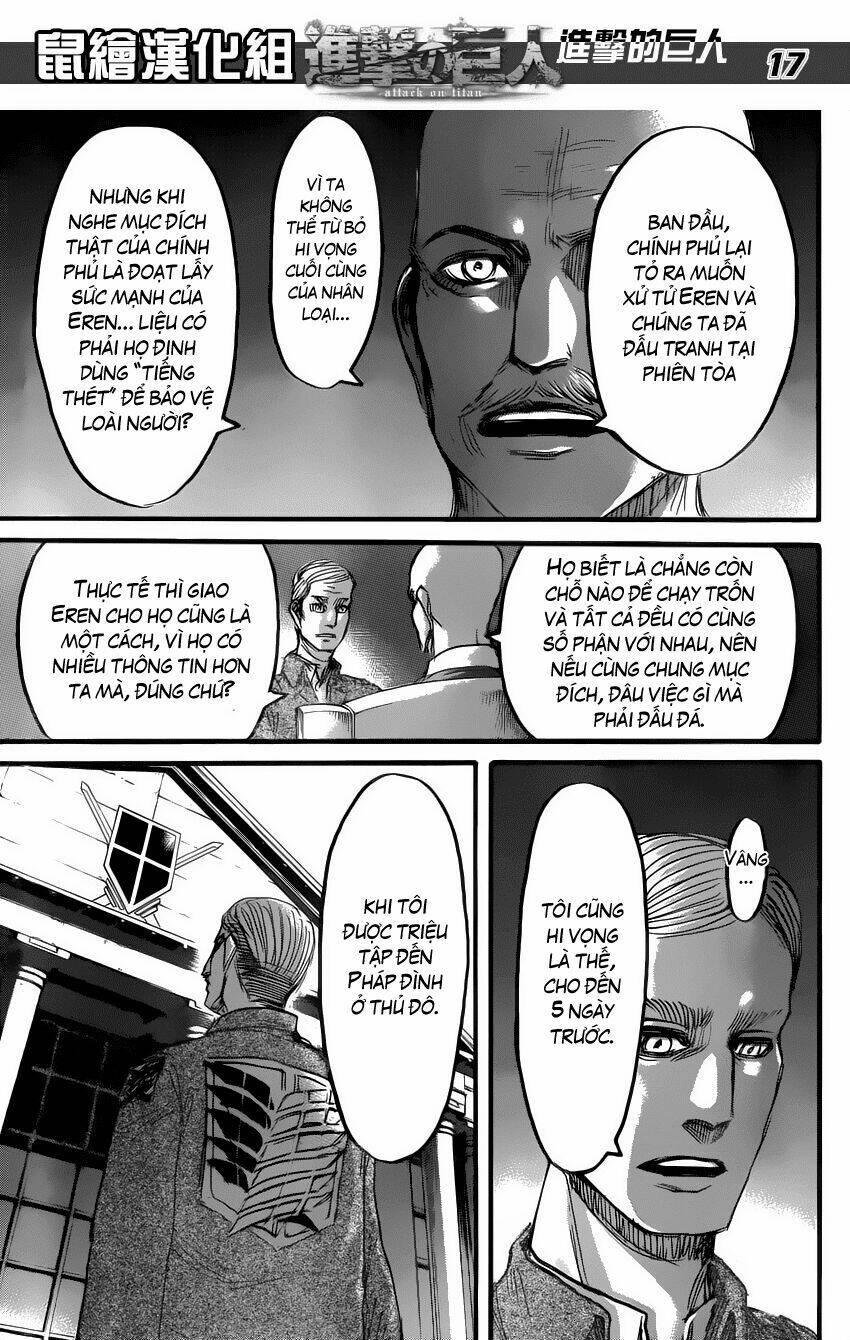 鼠繪漢化組
進撃の巨人
attack on titan
進擊的巨人
17
BAN ĐẦU,
CHÍNH PHỦ LẠI
TỎ RA MUỐN
XỬ TỬ EREN VÀ
CHÚNG TA ĐÃ
ĐẤU TRANH TẠI
PHIÊN TÒA
VÌ TA
KHÔNG
THỂ TỪ BỎ
HI VỌNG
CUỐI CÙNG
CỦA NHÂN
LOẠI...
NHƯNG KHI
NGHE MỤC ĐÍCH
THẬT CỦA CHÍNH
PHỦ LÀ ĐOẠT LẤY
SỨC MẠNH CỦA
EREN... LIỆU CÓ
PHẢI HỌ ĐỊNH
DÙNG "TIẾNG
THÉT" ĐỂ BẢO VỆ
LOÀI NGƯỜI?
HỌ BIẾT LÀ CHẲNG CÒN
CHỖ NÀO ĐỂ CHẠY TRỐN
VÀ TẤT CẢ ĐỀU CÓ CÙNG
SỐ PHẬN VỚI NHAU, NÊN
NẾU CÙNG CHUNG MỤC
ĐÍCH, ĐÂU VIỆC GÌ MÀ
PHẢI ĐẤU ĐÁ.
THỰC TẾ THÌ GIAO
EREN CHO HỌ CŨNG LÀ
MỘT CÁCH, VÌ HỌ CÓ
NHIỀU THÔNG TIN HƠN
TA MÀ, ĐÚNG CHỨ?
VÂNG
...
TÔI CŨNG
HI VỌNG
LÀ THẾ,
CHO ĐẾN
5 NGÀY
TRƯỚC.
KHI TÔI
ĐƯỢC TRIỆU
TẬP ĐẾN
PHÁP ĐÌNH
Ở THỦ ĐÔ.